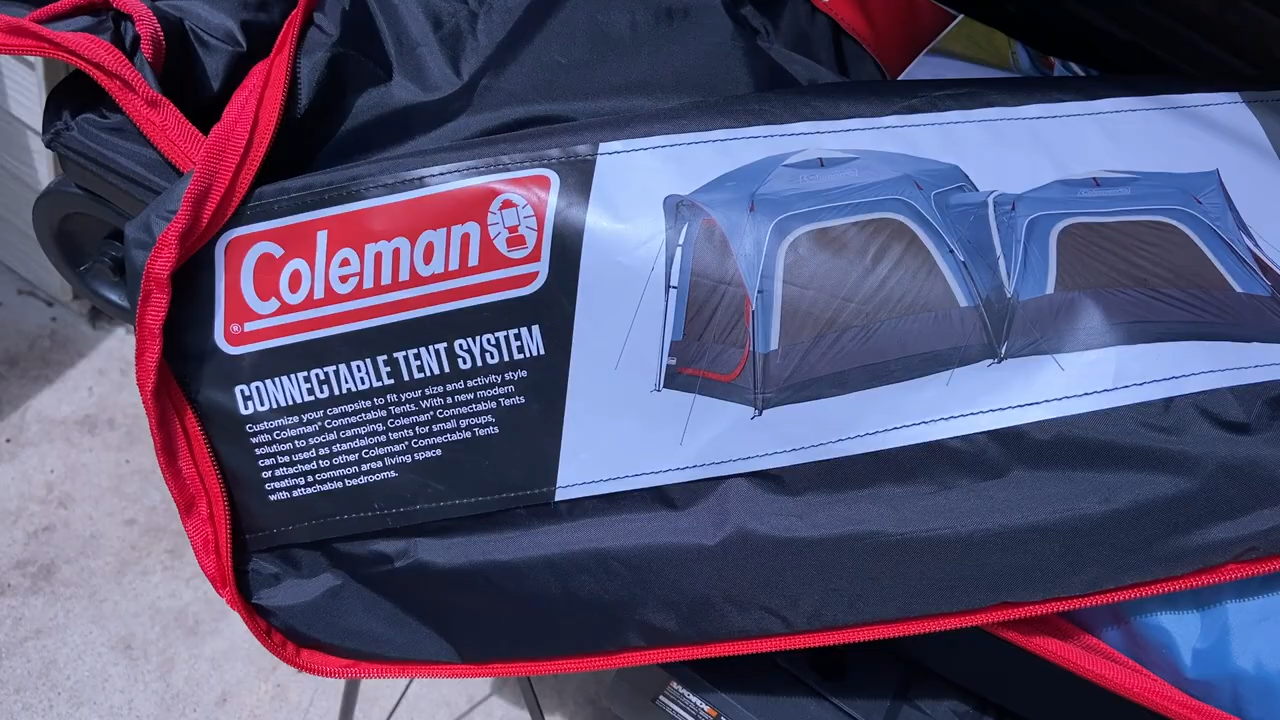 Coleman
®
CONNECTABLE TENT SYSTEM
Customize your campsite to fit your size and activity style
with Coleman® Connectable Tents. With a new modern
solution to social camping, Coleman® Connectable Tents
can be used as standalone tents for small groups,
or attached to other Coleman® Connectable Tents
creating a common area living space
with attachable bedrooms.
WORX